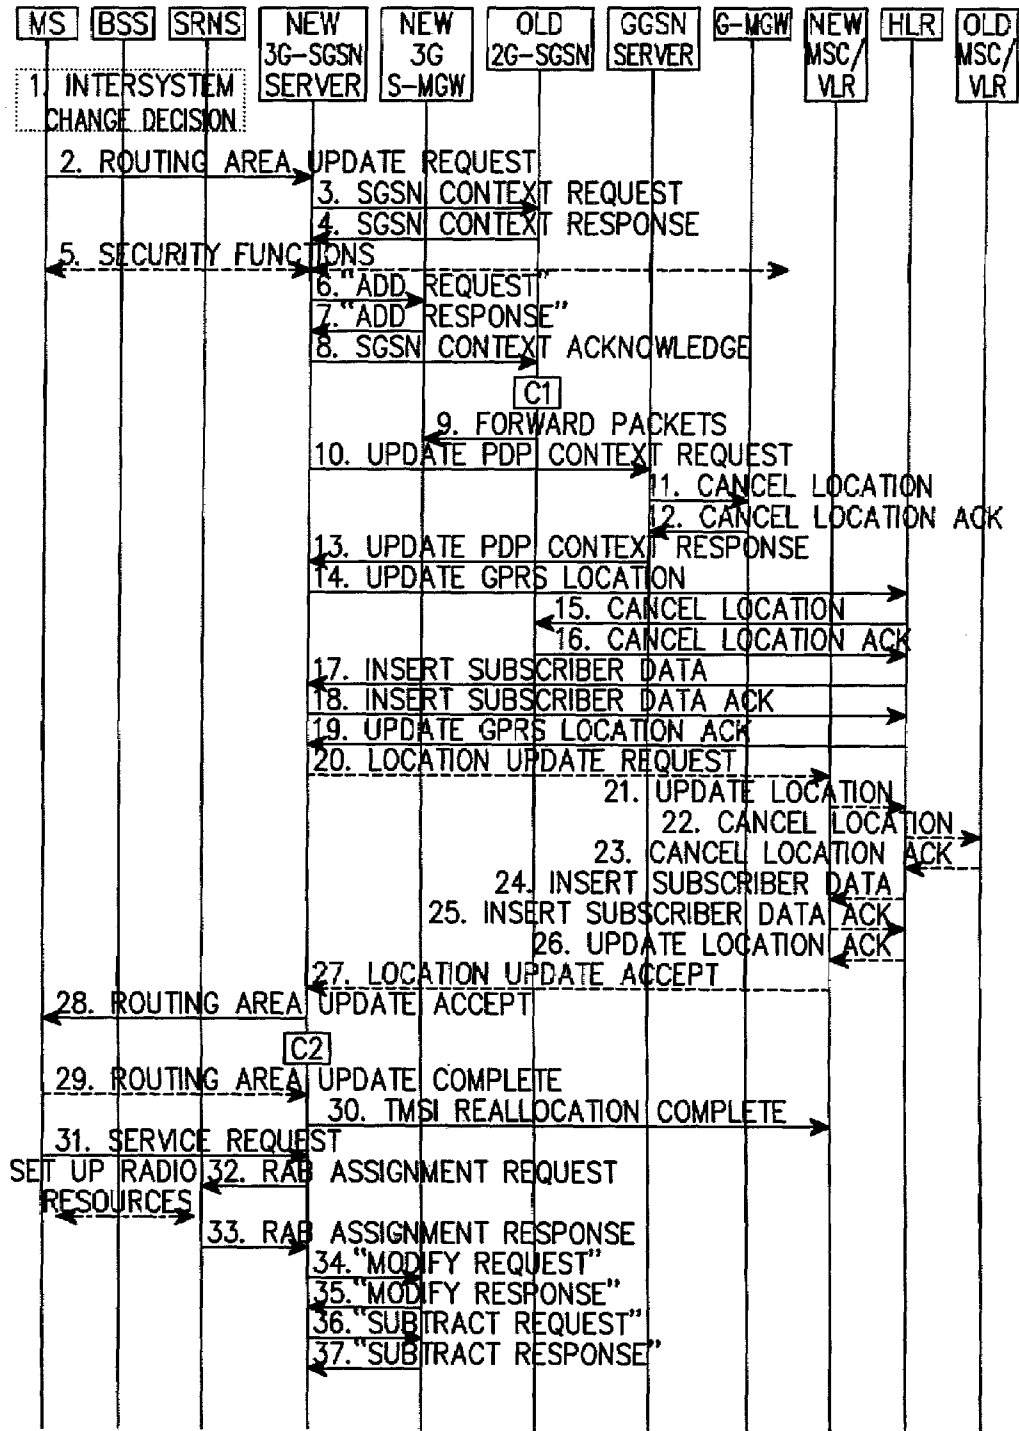 MS
BSS
SRNS
NEW
3G-SGSN
SERVER
NEW
3G
S-MGW
OLD
2G-SGSN
GGSN
SERVER
G-MGW
NEW
MSC/
VLR
HLR
OLD
MSC/
VLR
1. INTERSYSTEM
CHANGE DECISION
2. ROUTING AREA UPDATE REQUEST
3. SGSN CONTEXT REQUEST
4. SGSN CONTEXT RESPONSE
5. SECURITY FUNCTIONS
6."ADD REQUEST"
7."ADD RESPONSE"
8. SGSN CONTEXT ACKNOWLEDGE
C1
9. FORWARD PACKETS
10. UPDATE PDP CONTEXT REQUEST
11. CANCEL LOCATION
12. CANCEL LOCATION ACK
13. UPDATE PDP CONTEXT RESPONSE
14. UPDATE GPRS LOCATION
15. CANCEL LOCATION
16. CANCEL LOCATION ACK
17. INSERT SUBSCRIBER DATA
18. INSERT SUBSCRIBER DATA ACK
19. UPDATE GPRS LOCATION ACK
20. LOCATION UPDATE REQUEST
21. UPDATE LOCATION
22. CANCEL LOCATION
23. CANCEL LOCATION ACK
24. INSERT SUBSCRIBER DATA
25. INSERT SUBSCRIBER DATA ACK
26. UPDATE LOCATION ACK
27. LOCATION UPDATE ACCEPT
28. ROUTING AREA UPDATE ACCEPT
C2
29. ROUTING AREA UPDATE COMPLETE
30. TMSI REALLOCATION COMPLETE
31. SERVICE REQUEST
SET UP RADIO
RESOURCES
32. RAB ASSIGNMENT REQUEST
33. RAB ASSIGNMENT RESPONSE
34."MODIFY REQUEST"
35."MODIFY RESPONSE"
36."SUBTRACT REQUEST"
37."SUBTRACT RESPONSE"